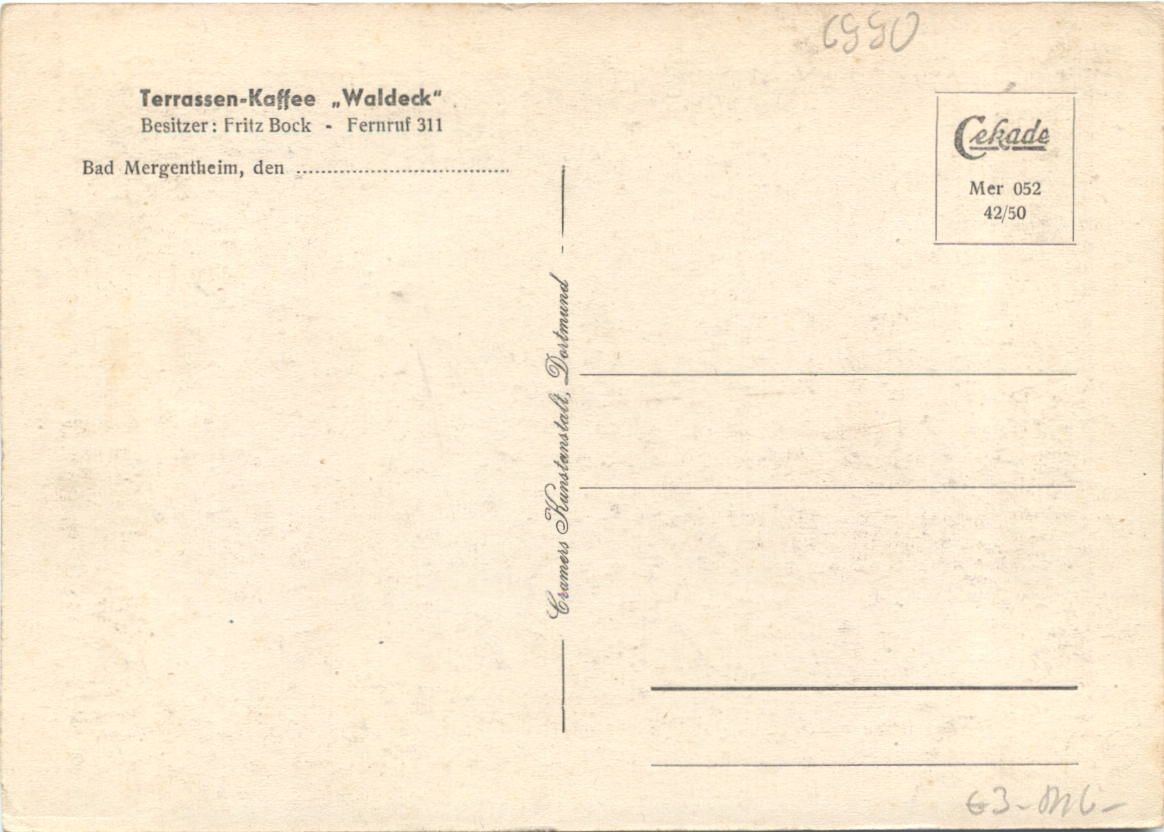 6990
Terrassen-Kaffee „Waldeck“
Besitzer: Fritz Bock - Fernruf 311
Bad Mergentheim, den ..................................
Cekade
Mer 052
42/50
Cramers Kunstanstalt, Dortmund